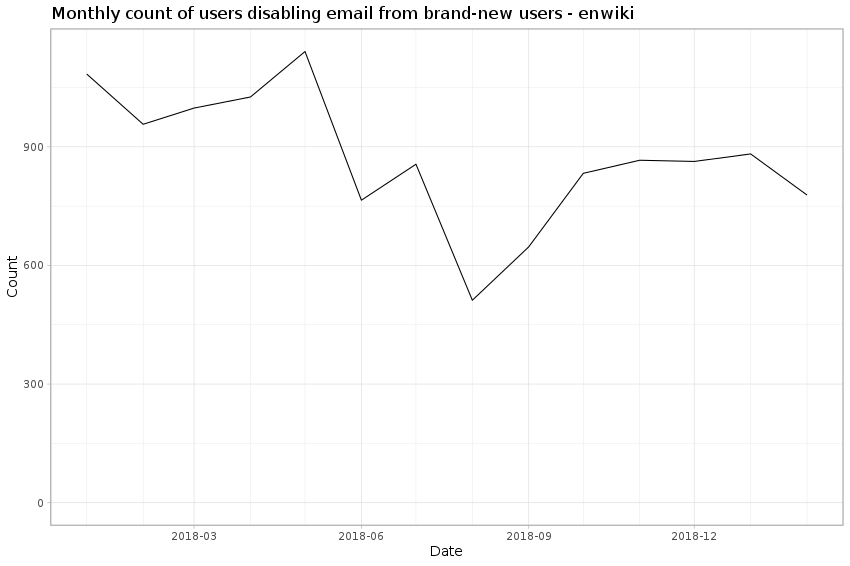 Monthly count of users disabling email from brand-new users - enwiki
Count
900
600
300
0
2018-03
2018-06
2018-09
2018-12
Date